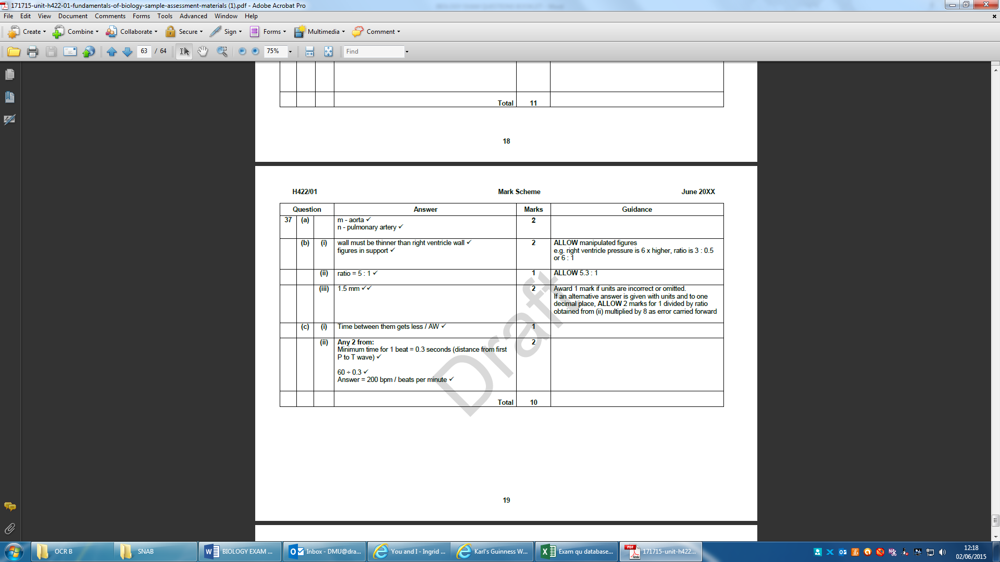 171715-unit-h422-01-fundamentals-of-biology-sample-assessment-materials (1).pdf - Adobe Acrobat Pro
File Edit View Document Comments Forms Tools Advanced Window Help
Create Combine Collaborate Secure Sign Forms Multimedia Comment
63 / 64 75% Find
Total 11
18
H422/01 Mark Scheme June 20XX
Question Answer Marks Guidance
37 (a) m - aorta ✓ 2
n - pulmonary artery ✓
(b) (i) wall must be thinner than right ventricle wall ✓ 2 ALLOW manipulated figures
figures in support ✓ e.g. right ventricle pressure is 6 x higher, ratio is 3 : 0.5
or 6 : 1
(ii) ratio = 5 : 1 ✓ 1 ALLOW 5.3 : 1
(iii) 1.5 mm ✓✓ 2 Award 1 mark if units are incorrect or omitted.
If an alternative answer is given with units and to one
decimal place, ALLOW 2 marks for 1 divided by ratio
obtained from (ii) multiplied by 8 as error carried forward
(c) (i) Time between them gets less / AW ✓ 1
(ii) Any 2 from: 2
Minimum time for 1 beat = 0.3 seconds (distance from first
P to T wave) ✓
60 ÷ 0.3 ✓
Answer = 200 bpm / beats per minute ✓
Total 10
Draft
19
OCR B SNAB BIOLOGY EXAM ... Inbox - DMU@dra... You and I - Ingrid ... Karl's Guinness W... Exam qu database... 171715-unit-h422...
12:18
02/06/2015